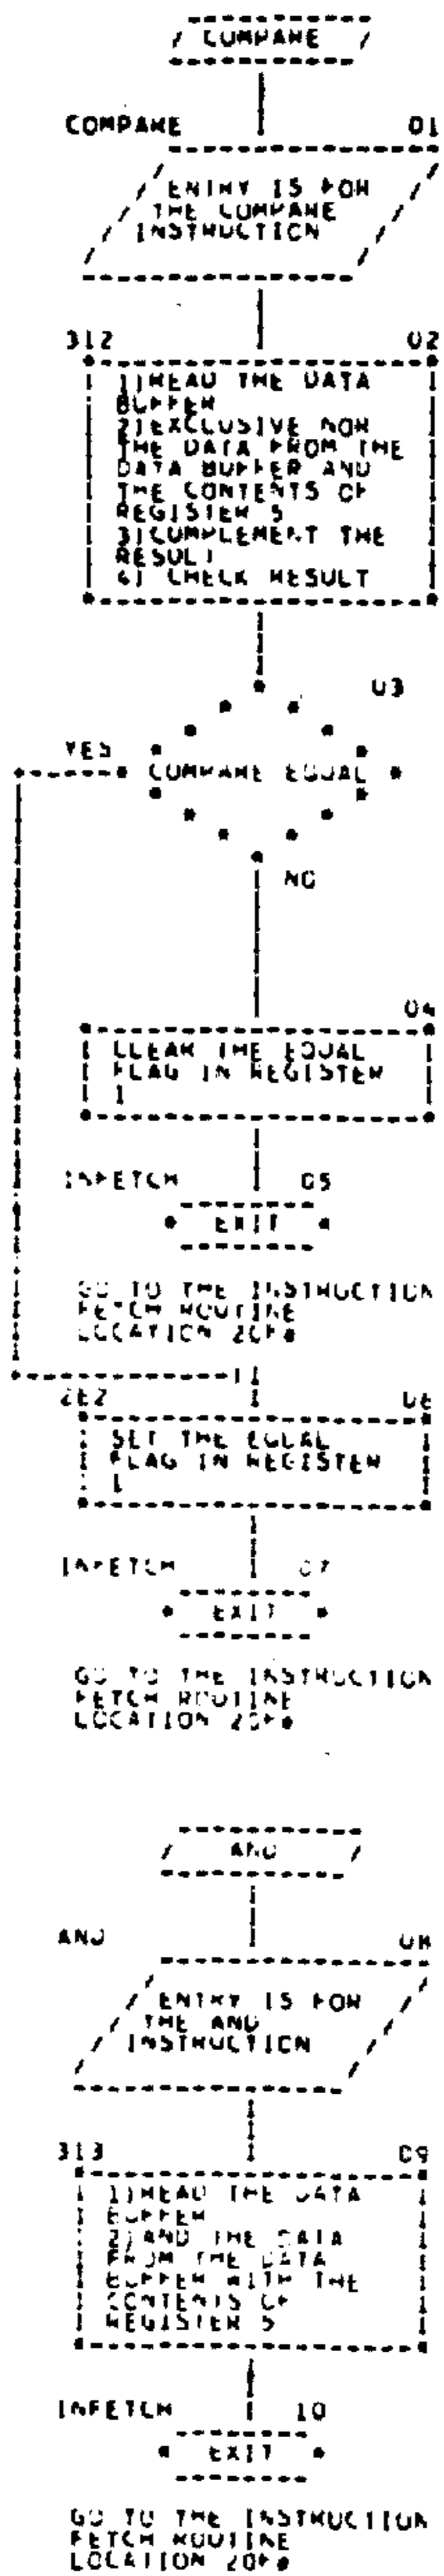 COMPARE
COMPARE 01
ENTRY IS FOR
THE COMPARE
INSTRUCTION
312 02
1)READ THE DATA
BUFFER
2)EXCLUSIVE NOR
THE DATA FROM THE
DATA BUFFER AND
THE CONTENTS OF
REGISTER 5
3)COMPLEMENT THE
RESULT
4) CHECK RESULT
03
YES
COMPARE EQUAL
NO
04
CLEAR THE EQUAL
FLAG IN REGISTER
1
INFETCH 05
EXIT
GO TO THE INSTRUCTION
FETCH ROUTINE
LOCATION 20F#
2E2 06
SET THE EQUAL
FLAG IN REGISTER
1
INFETCH 07
EXIT
GO TO THE INSTRUCTION
FETCH ROUTINE
LOCATION 20F#
AND
AND 08
ENTRY IS FOR
THE AND
INSTRUCTION
313 09
1)READ THE DATA
BUFFER
2)AND THE DATA
FROM THE DATA
BUFFER WITH THE
CONTENTS OF
REGISTER 5
INFETCH 10
EXIT
GO TO THE INSTRUCTION
FETCH ROUTINE
LOCATION 20F#